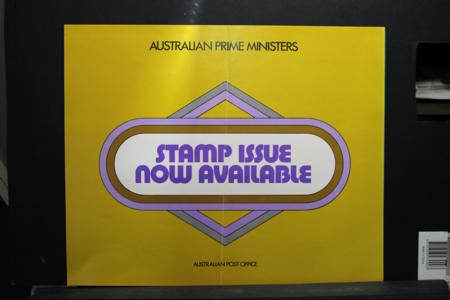 AUSTRALIAN PRIME MINISTERS
STAMP ISSUE
NOW AVAILABLE
AUSTRALIAN POST OFFICE